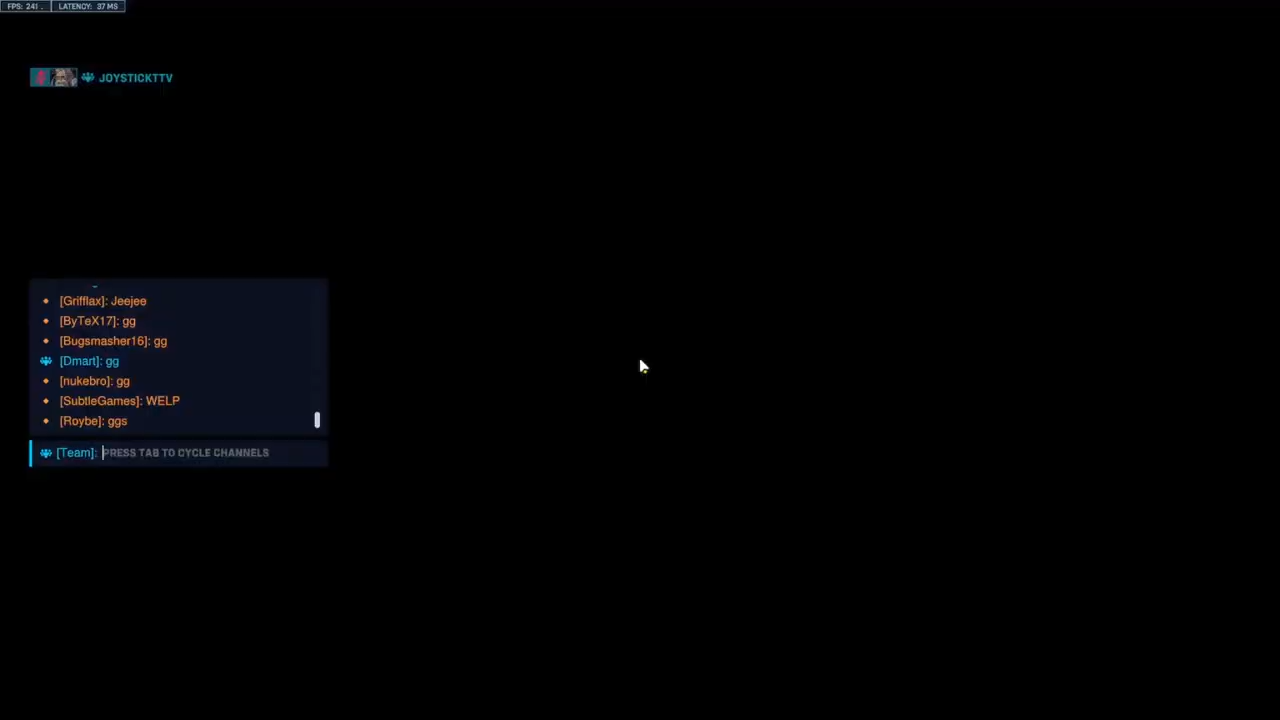 FPS: 241
LATENCY: 37 MS
JOYSTICKTTV
[Grifflax]: Jeejee
[ByTeX17]: gg
[Bugsmasher16]: gg
[Dmart]: gg
[nukebro]: gg
[SubtleGames]: WELP
[Roybe]: ggs
[Team]: PRESS TAB TO CYCLE CHANNELS